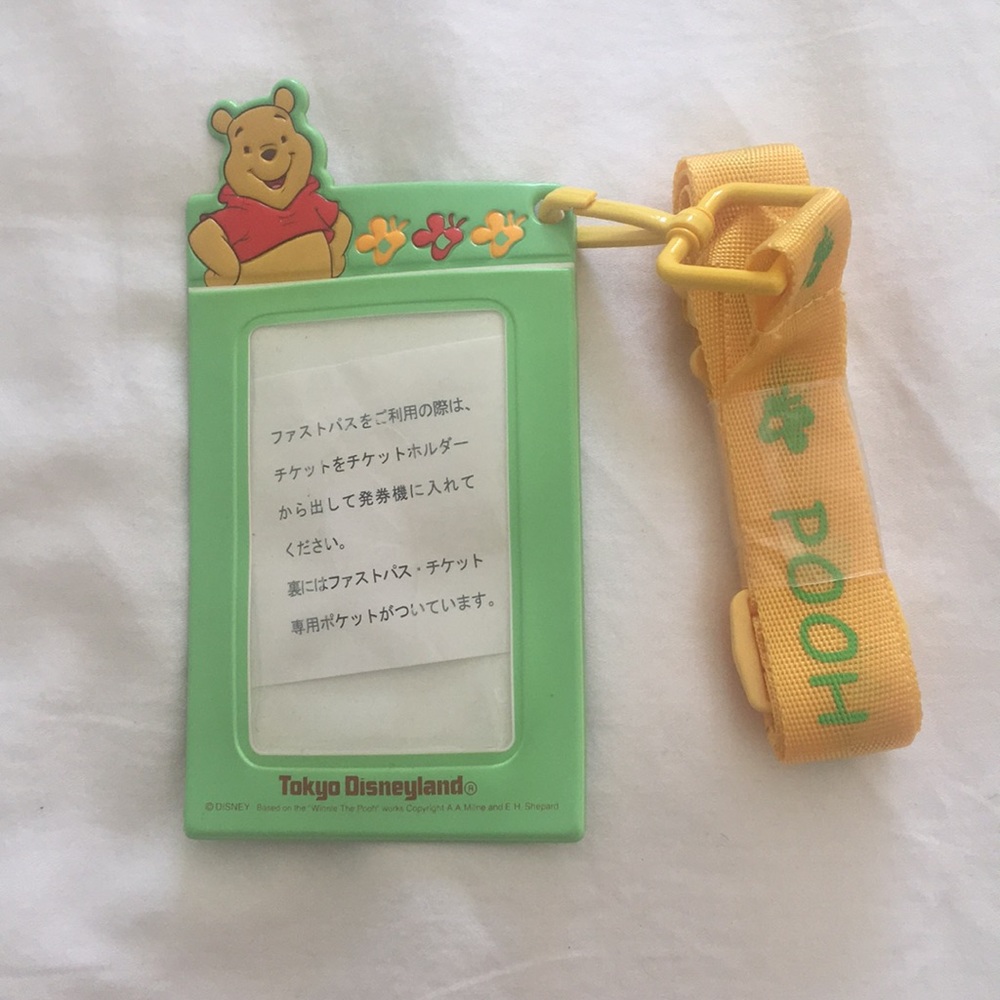 ファストパスをご利用の際は、
チケットをチケットホルダー
から出して発券機に入れて
ください。
裏にはファストパス・チケット
専用ポケットがついています。
Tokyo Disneyland®
©DISNEY. Based on the "Winnie The Pooh" works Copyright A.A.Milne and E.H.Shepard
POOH